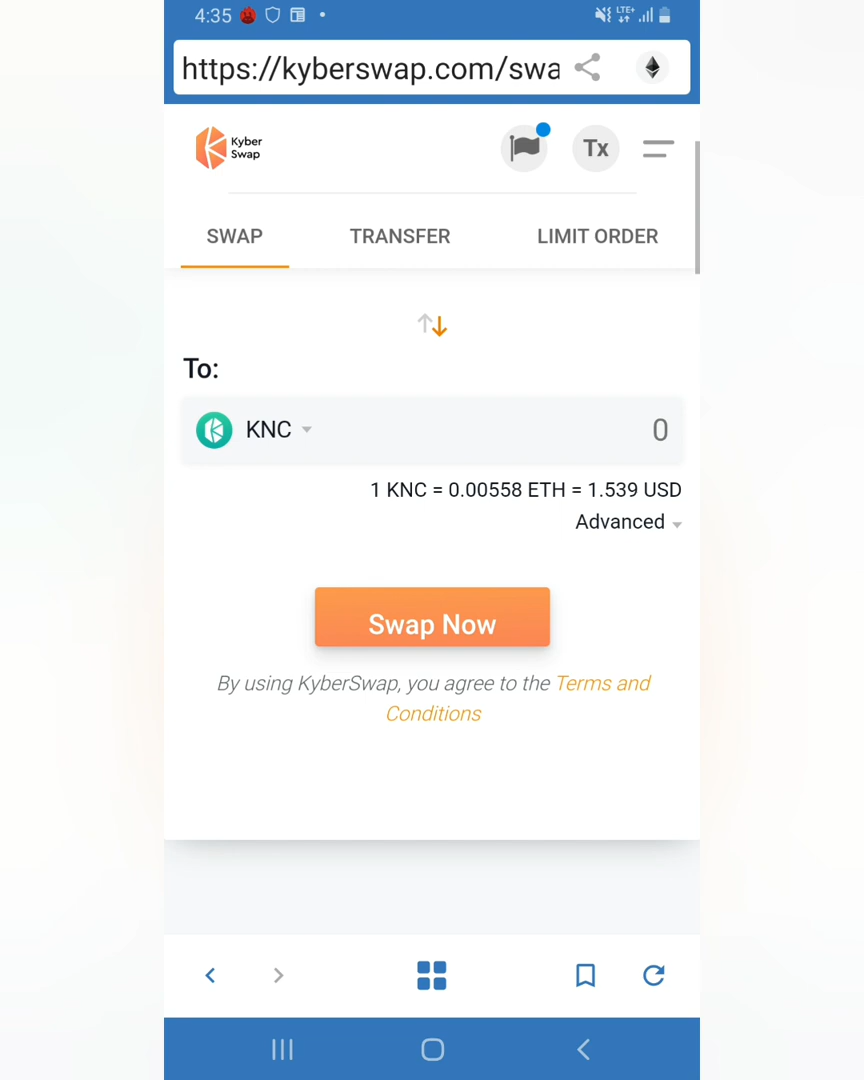 4:35
LTE+
https://kyberswap.com/swa
Kyber
Swap
Tx
SWAP TRANSFER LIMIT ORDER
To:
KNC 0
1 KNC = 0.00558 ETH = 1.539 USD
Advanced
Swap Now
By using KyberSwap, you agree to the Terms and
Conditions